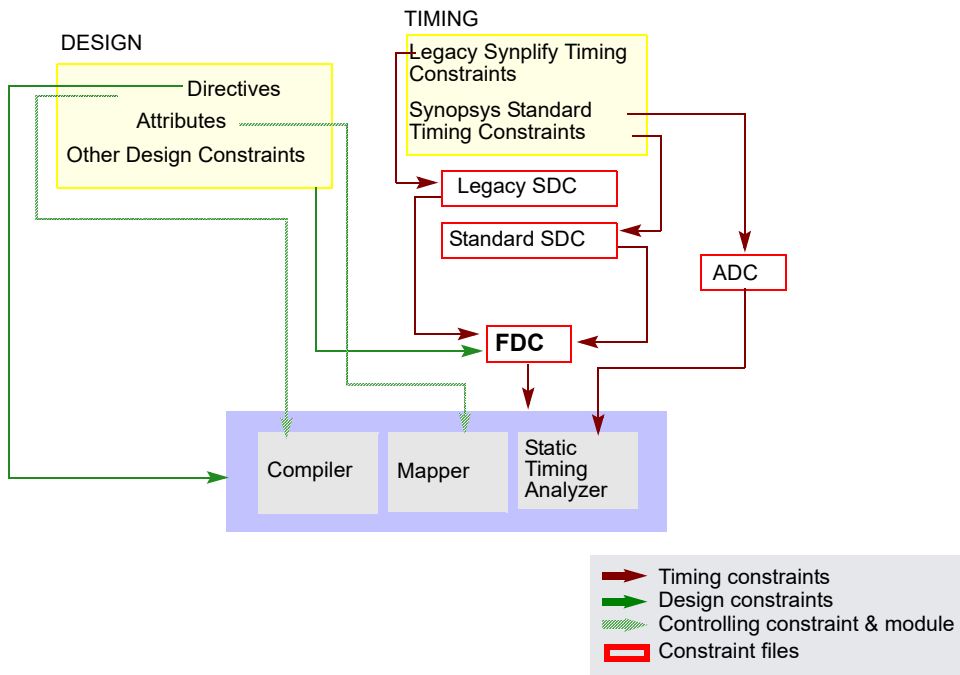 TIMING
DESIGN
Legacy Synplify Timing
Constraints
Synopsys Standard
Timing Constraints
Directives
Attributes
Other Design Constraints
Legacy SDC
Standard SDC
ADC
FDC
Compiler
Mapper
Static
Timing
Analyzer
Timing constraints
Design constraints
Controlling constraint & module
Constraint files